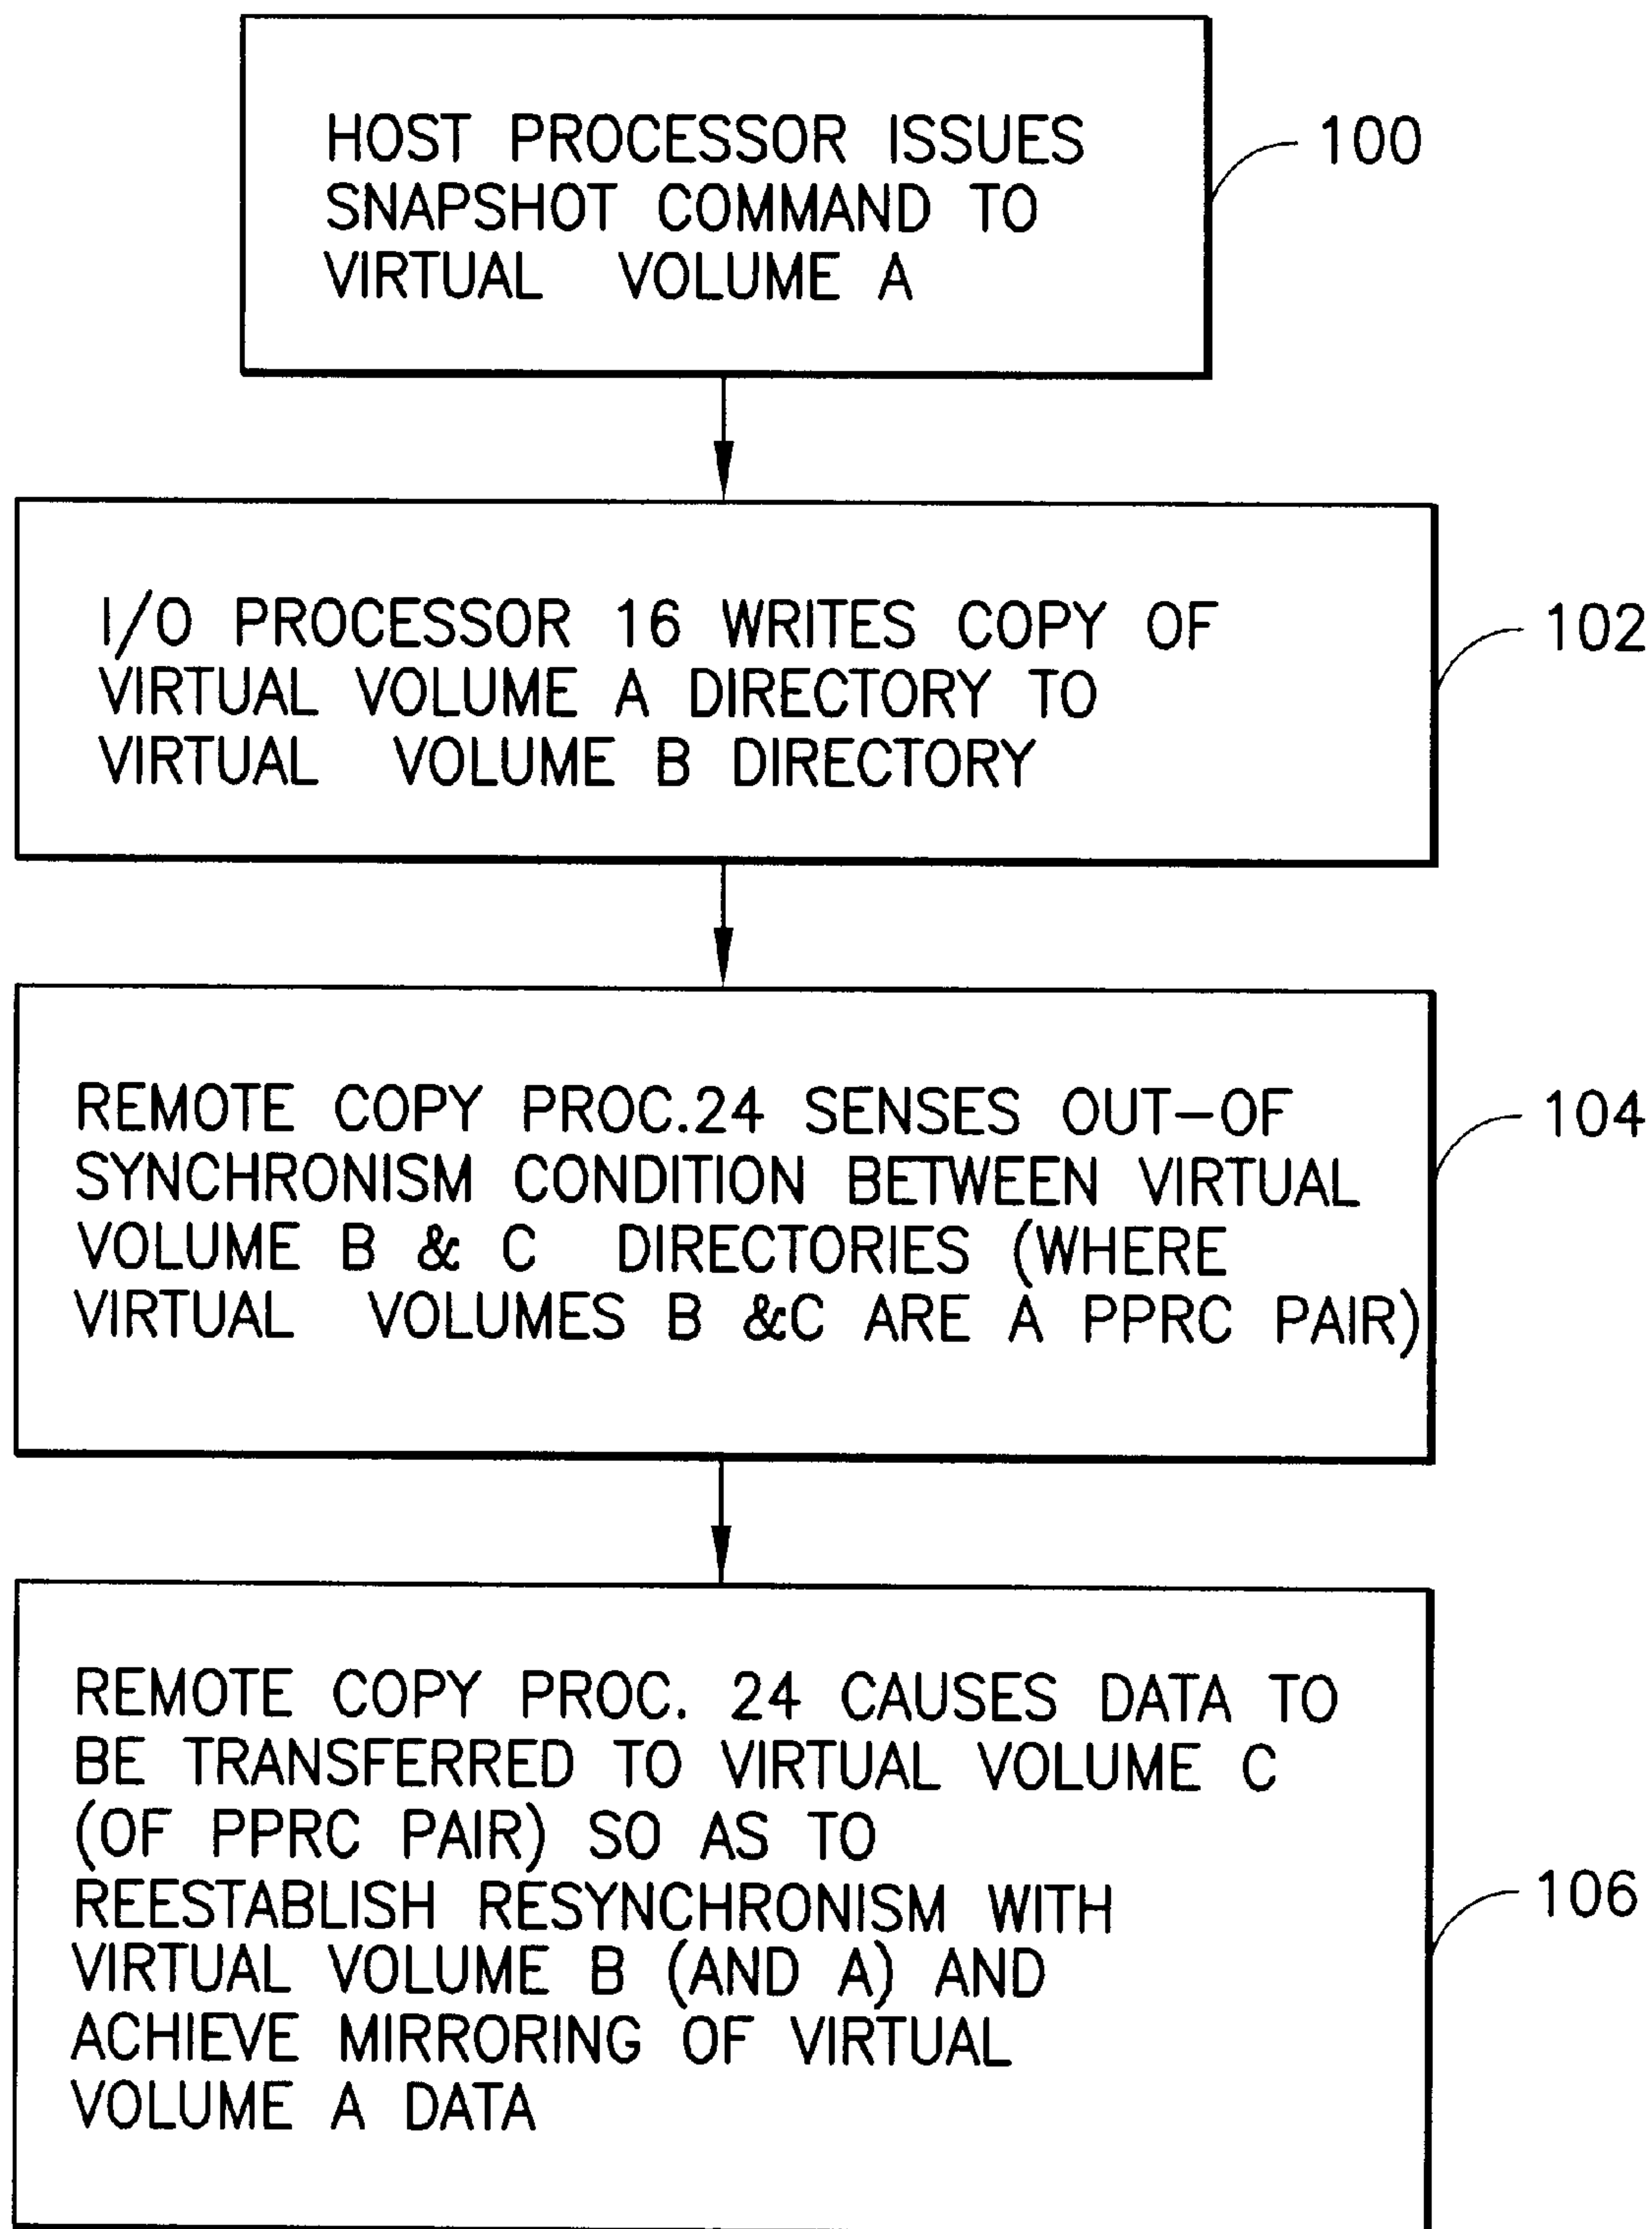 HOST PROCESSOR ISSUES
SNAPSHOT COMMAND TO
VIRTUAL VOLUME A
100
I/O PROCESSOR 16 WRITES COPY OF
VIRTUAL VOLUME A DIRECTORY TO
VIRTUAL VOLUME B DIRECTORY
102
REMOTE COPY PROC.24 SENSES OUT-OF
SYNCHRONISM CONDITION BETWEEN VIRTUAL
VOLUME B & C DIRECTORIES (WHERE
VIRTUAL VOLUMES B &C ARE A PPRC PAIR)
104
REMOTE COPY PROC. 24 CAUSES DATA TO
BE TRANSFERRED TO VIRTUAL VOLUME C
(OF PPRC PAIR) SO AS TO
REESTABLISH RESYNCHRONISM WITH
VIRTUAL VOLUME B (AND A) AND
ACHIEVE MIRRORING OF VIRTUAL
VOLUME A DATA
106